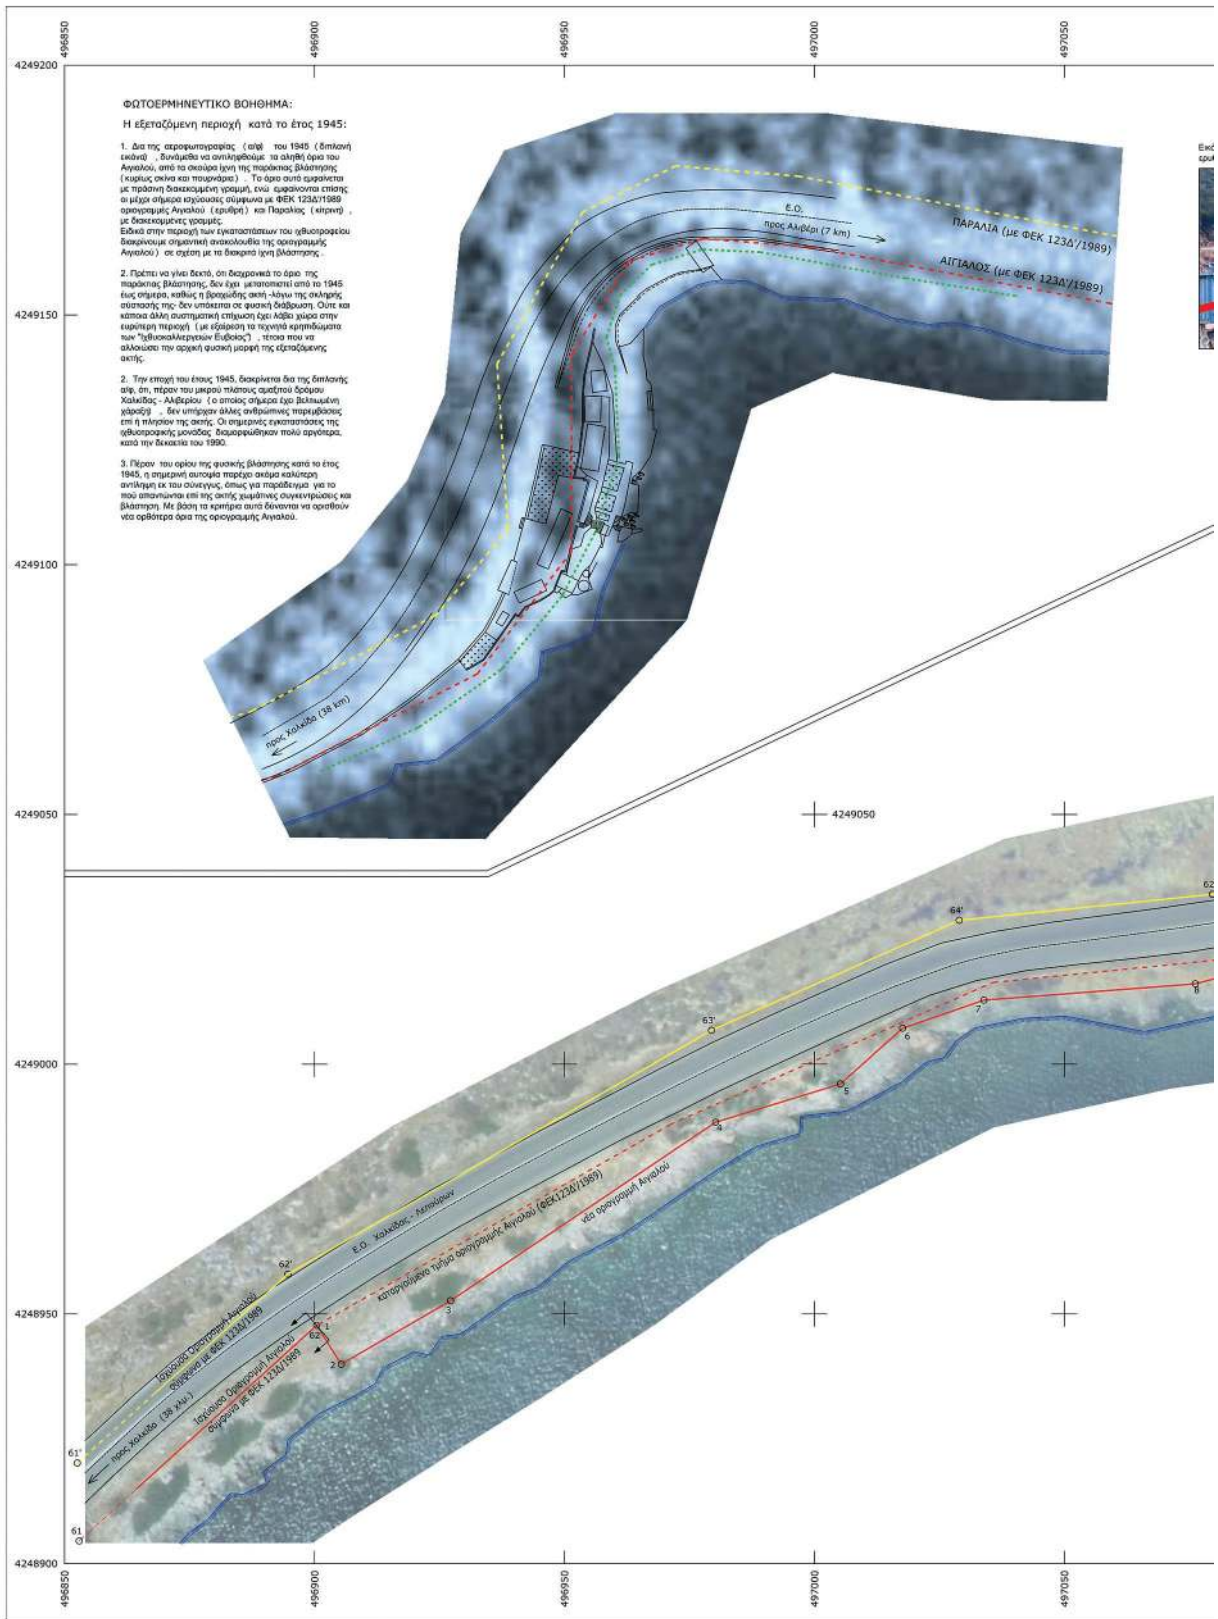 496850
496900
496950
497000
497050
4249200
ΦΩΤΟΕΡΜΗΝΕΥΤΙΚΟ ΒΟΗΘΗΜΑ:
Η εξεταζόμενη περιοχή κατά το έτος 1945:
1. Δια της αεροφωτογραφίας (α/φ) του 1945 (διπλανή
εικόνα) , δυνάμεθα να αντιληφθούμε τα αληθή όρια του
Αιγιαλού, από τα σκούρα ίχνη της παράκτιας βλάστησης
(κυρίως σκίνα και πουρνάρια) . Το όριο αυτό εμφαίνεται
με πράσινη διακεκομμένη γραμμή, ενώ εμφαίνονται επίσης
οι μέχρι σήμερα ισχύουσες σύμφωνα με ΦΕΚ 123Δ'/1989
οριογραμμές Αιγιαλού (ερυθρή) και Παραλίας (κίτρινη) ,
με διακεκομμένες γραμμές.
Ειδικά στην περιοχή των εγκαταστάσεων του ιχθυοτροφείου
διακρίνουμε σημαντική ανακολουθία της οριογραμμής
Αιγιαλού) σε σχέση με τα διακριτά ίχνη βλάστησης .
2. Πρέπει να γίνει δεκτό, ότι διαχρονικά το όριο της
παράκτιας βλάστησης, δεν έχει μετατοπιστεί από το 1945
έως σήμερα, καθώς η βραχώδης ακτή -λόγω της σκληρής
σύστασής της- δεν υπόκειται σε φυσική διάβρωση. Ούτε και
κάποια άλλη συστηματική επίχωση έχει λάβει χώρα στην
ευρύτερη περιοχή (με εξαίρεση τα τεχνητά κρηπιδώματα
των "Ιχθυοκαλλιεργειών Ευβοίας") , τέτοια που να
αλλοιώσει την αρχική φυσική μορφή της εξεταζόμενης
ακτής.
2. Την εποχή του έτους 1945, διακρίνεται δια της διπλανής
α/φ, ότι, πέραν του μικρού πλάτους αμαξιτού δρόμου
Χαλκίδας - Αλιβερίου (ο οποίος σήμερα έχει βελτιωμένη
χάραξη) , δεν υπήρχαν άλλες ανθρώπινες παρεμβάσεις
επί ή πλησίον της ακτής. Οι σημερινές εγκαταστάσεις της
ιχθυοτροφικής μονάδας διαμορφώθηκαν πολύ αργότερα,
κατά την δεκαετία του 1990.
3. Πέραν του ορίου της φυσικής βλάστησης κατά το έτος
1945, η σημερινή αυτοψία παρέχει ακόμα καλύτερη
αντίληψη εκ του σύνεγγυς, όπως για παράδειγμα για το
πού απαντώνται επί της ακτής χωμάτινες συγκεντρώσεις και
βλάστηση. Με βάση τα κριτήρια αυτά δύνανται να ορισθούν
νέα ορθότερα όρια της οριογραμμής Αιγιαλού.
Ε.Ο.
προς Αλιβέρι (7 km)
ΠΑΡΑΛΙΑ (με ΦΕΚ 123Δ'/1989)
ΑΙΓΙΑΛΟΣ (με ΦΕΚ 123Δ'/1989)
προς Χαλκίδα (38 km)
4249150
4249100
4249050
4249050
62
64'
63'
8
7
6
5
4
4249000
Ε.Ο. Χαλκίδας - Λεπούρων
καταργούμενο τμήμα οριογραμμής Αιγιαλού (ΦΕΚ123Δ'/1989)
νέα οριογραμμή Αιγιαλού
62'
3
4248950
1
62
2
Ισχύουσα Οριογραμμή Αιγιαλού
σύμφωνα με ΦΕΚ 123Δ/1989
Ισχύουσα Οριογραμμή Αιγιαλού
σύμφωνα με ΦΕΚ 123Δ/1989
προς Χαλκίδα (38 χλμ.)
61'
61
4248900
496850
496900
496950
497000
497050